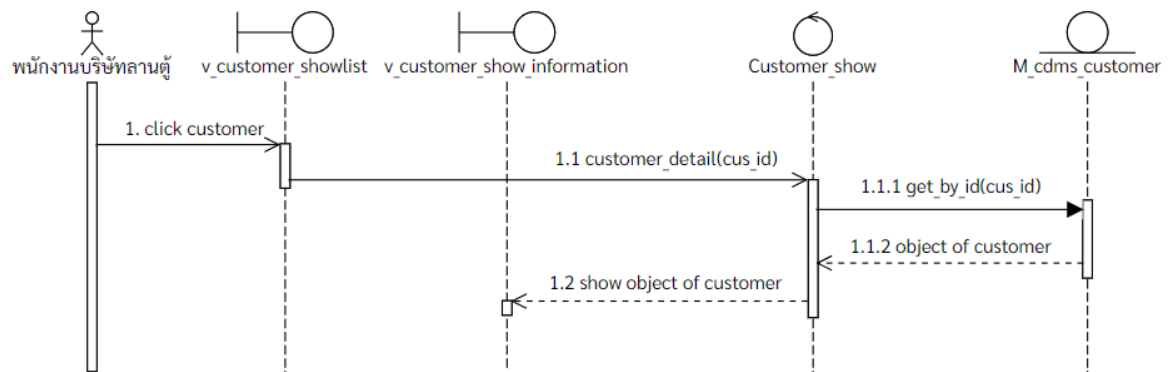 พนักงานบริษัทลานตู้
v_customer_showlist
v_customer_show_information
Customer_show
M_cdms_customer
1. click customer
1.1 customer_detail(cus_id)
1.1.1 get_by_id(cus_id)
1.1.2 object of customer
1.2 show object of customer